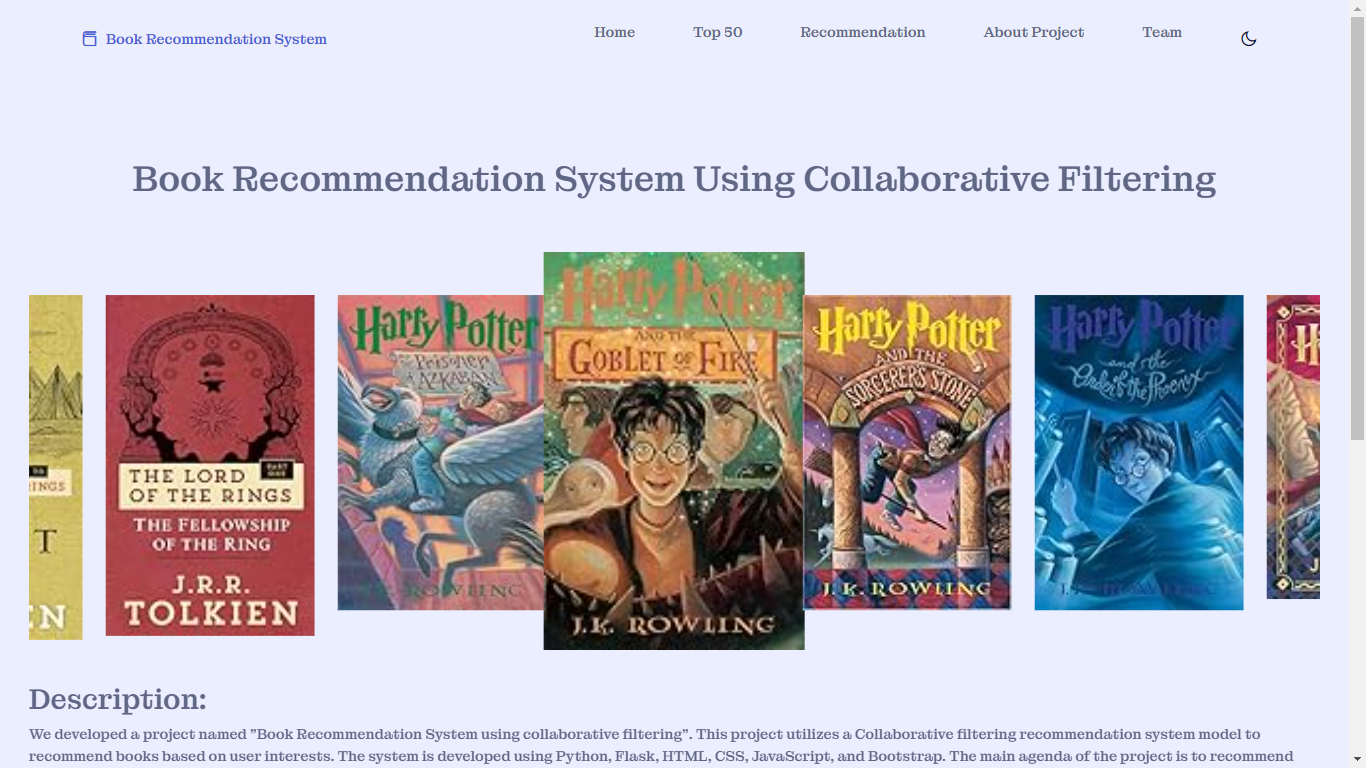 Book Recommendation System
Home
Top 50
Recommendation
About Project
Team
Book Recommendation System Using Collaborative Filtering
INGS
T
EN
THE LORD
PART ONE
OF THE RINGS
THE FELLOWSHIP
OF THE RING
J.R.R.
TOLKIEN
Harry Potter
Prisoner
AZKABAN
ROWLING
Harry Potter
AND THE
GOBLET OF FIRE
J.K. ROWLING
Harry Potter
AND THE
SORCERER'S STONE
J.K. ROWLING
Harry Potter
and the
Order of the Phoenix
H
Description:
We developed a project named "Book Recommendation System using collaborative filtering". This project utilizes a Collaborative filtering recommendation system model to
recommend books based on user interests. The system is developed using Python, Flask, HTML, CSS, JavaScript, and Bootstrap. The main agenda of the project is to recommend